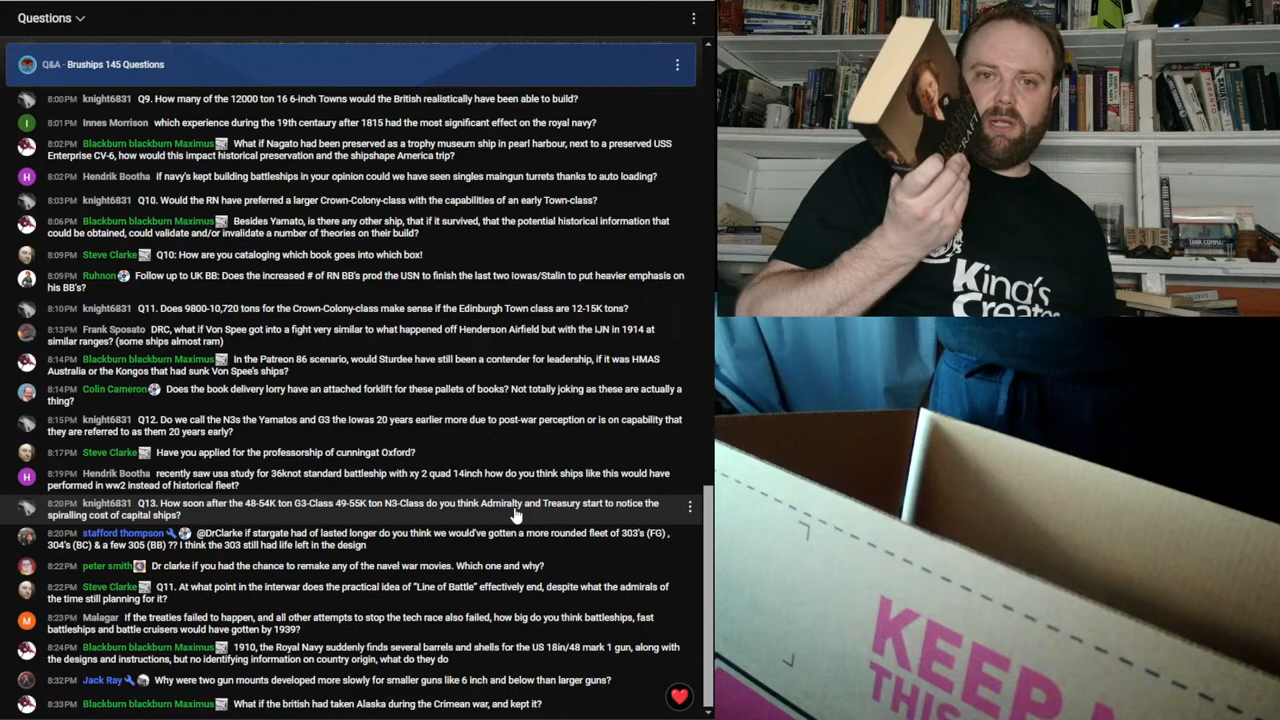 Questions
Q&A · Bruships 145 Questions
8:00PM knight6831 Q9. How many of the 12000 ton 16 6-inch Towns would the British realistically have been able to build?
8:01PM Innes Morrison which experience during the 19th centaury after 1815 had the most significant effect on the royal navy?
8:02PM Blackburn blackburn Maximus What if Nagato had been preserved as a trophy museum ship in pearl harbour, next to a preserved USS
Enterprise CV-6, how would this impact historical preservation and the shipshape America trip?
8:02PM Hendrik Bootha if navy's kept building battleships in your opinion could we have seen singles maingun turrets thanks to auto loading?
8:03PM knight6831 Q10. Would the RN have preferred a larger Crown-Colony-class with the capabilities of an early Town-class?
8:06PM Blackburn blackburn Maximus Besides Yamato, is there any other ship, that if it survived, that the potential historical information that
could be obtained, could validate and/or invalidate a number of theories on their build?
8:09PM Steve Clarke Q10: How are you cataloging which book goes into which box!
8:09PM Ruhnon Follow up to UK BB: Does the increased # of RN BB's prod the USN to finish the last two Iowas/Stalin to put heavier emphasis on
his BB's?
8:10PM knight6831 Q11. Does 9800-10,720 tons for the Crown-Colony-class make sense if the Edinburgh Town class are 12-15K tons?
8:13PM Frank Sposato DRC, what if Von Spee got into a fight very similar to what happened off Henderson Airfield but with the IJN in 1914 at
similar ranges? (some ships almost ram)
8:14PM Blackburn blackburn Maximus In the Patreon 86 scenario, would Sturdee have still been a contender for leadership, if it was HMAS
Australia or the Kongos that had sunk Von Spee's ships?
8:14PM Colin Cameron Does the book delivery lorry have an attached forklift for these pallets of books? Not totally joking as these are actually a
thing?
8:15PM knight6831 Q12. Do we call the N3s the Yamatos and G3 the Iowas 20 years earlier more due to post-war perception or is on capability that
they are referred to as them 20 years early?
8:17PM Steve Clarke Have you applied for the professorship of cunningat Oxford?
8:19PM Hendrik Bootha recently saw usa study for 36knot standard battleship with xy 2 quad 14inch how do you think ships like this would have
performed in ww2 instead of historical fleet?
8:20PM knight6831 Q13. How soon after the 48-54K ton G3-Class 49-55K ton N3-Class do you think Admiralty and Treasury start to notice the
spiralling cost of capital ships?
8:20PM stafford thompson @DrClarke if stargate had of lasted longer do you think we would've gotten a more rounded fleet of 303's (FG) ,
304's (BC) & a few 305 (BB) ?? I think the 303 still had life left in the design
8:22PM peter smith Dr clarke if you had the chance to remake any of the navel war movies. Which one and why?
8:22PM Steve Clarke Q11. At what point in the interwar does the practical idea of "Line of Battle" effectively end, despite what the admirals of
the time still planning for it?
8:23PM Malagar If the treaties failed to happen, and all other attempts to stop the tech race also failed, how big do you think battleships, fast
battleships and battle cruisers would have gotten by 1939?
8:24PM Blackburn blackburn Maximus 1910, the Royal Navy suddenly finds several barrels and shells for the US 18in/48 mark 1 gun, along with
the designs and instructions, but no identifying information on country origin, what do they do
8:32PM Jack Ray Why were two gun mounts developed more slowly for smaller guns like 6 inch and below than larger guns?
8:33PM Blackburn blackburn Maximus What if the british had taken Alaska during the Crimean war, and kept it?
King's
KEEP
THIS